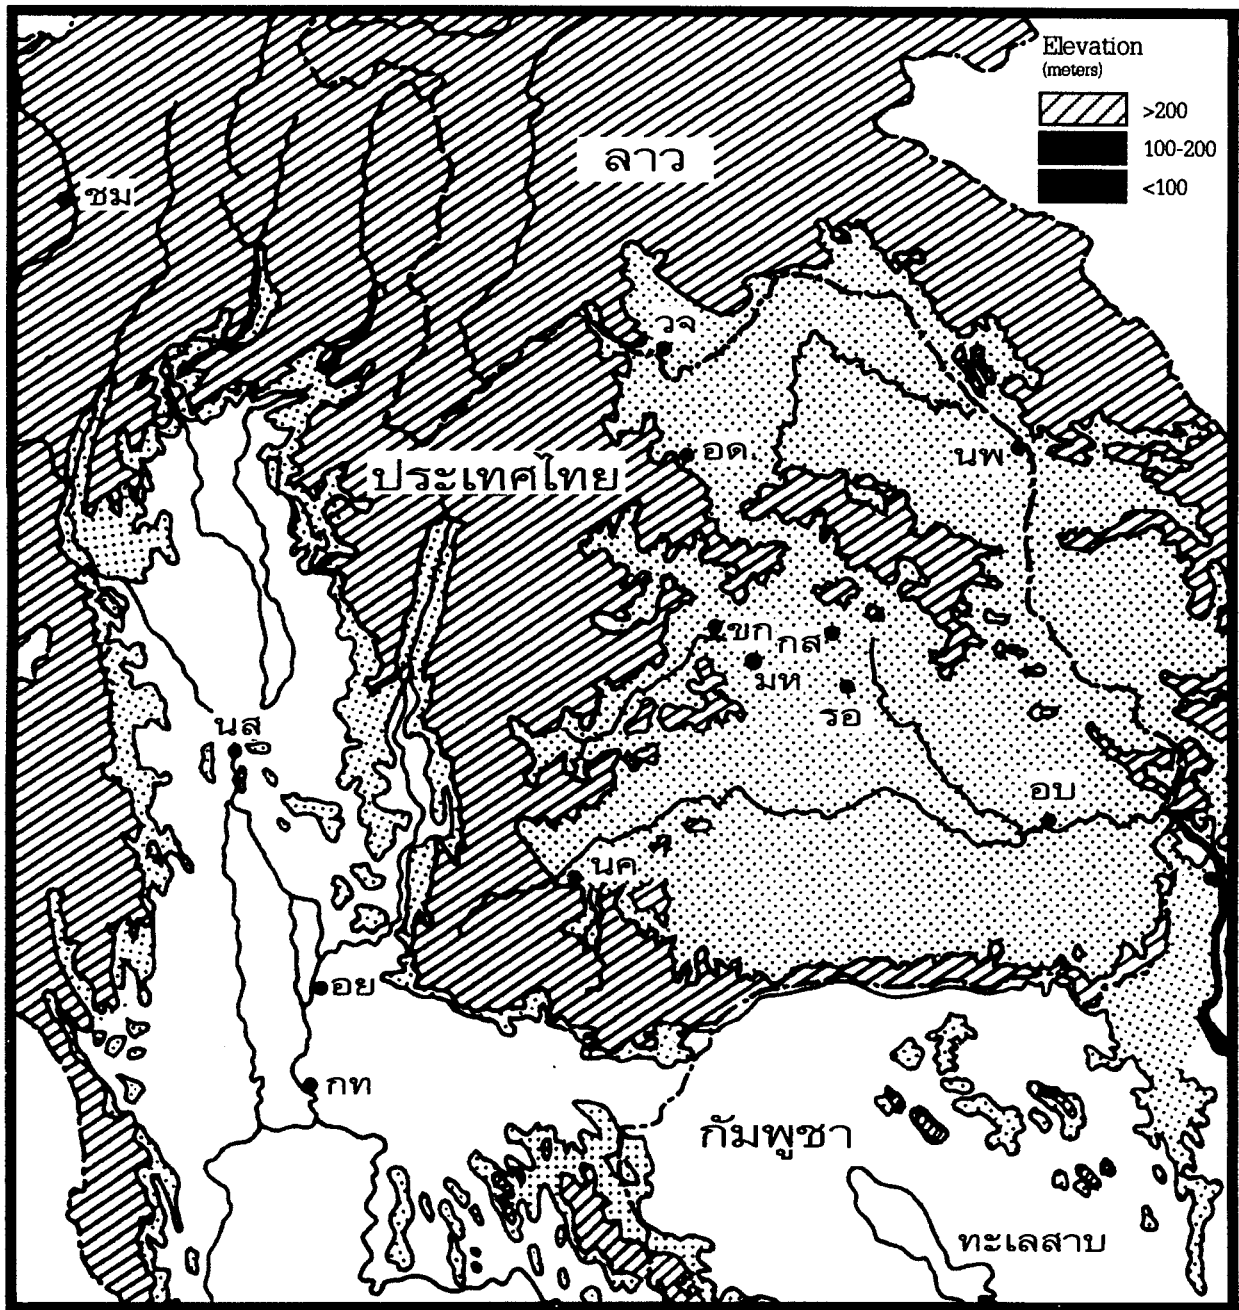 Elevation
(meters)
>200
100-200
<100
ลาว
ชม
วจ
อด.
นพ
ประเทศไทย
ขก
กส
มห
รอ
นส
อบ
นค
อย
กท
กัมพูชา
ทะเลสาบ